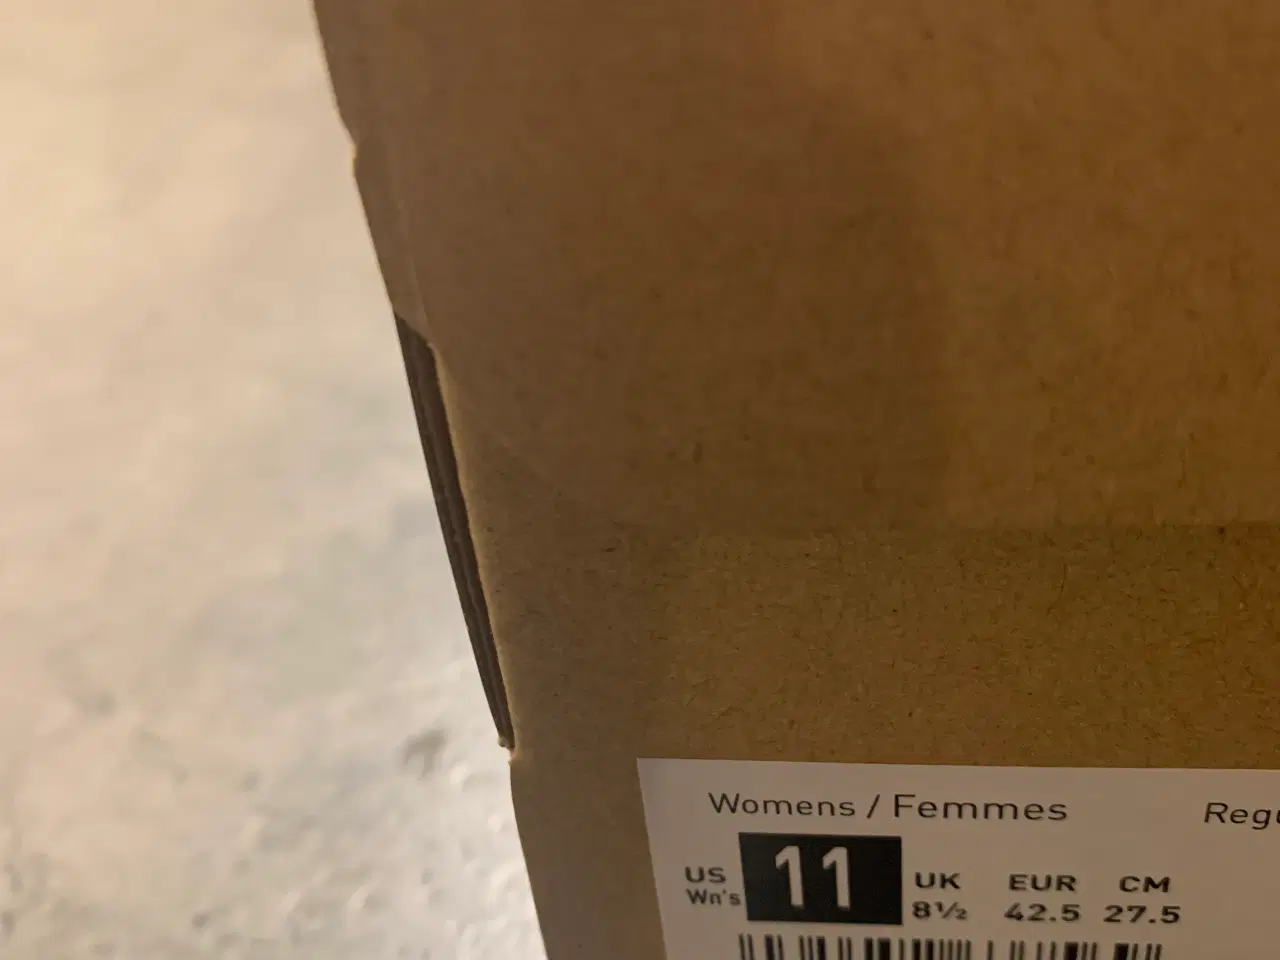 Womens / Femmes
US Wn's 11 UK 8½ EUR 42.5 CM 27.5